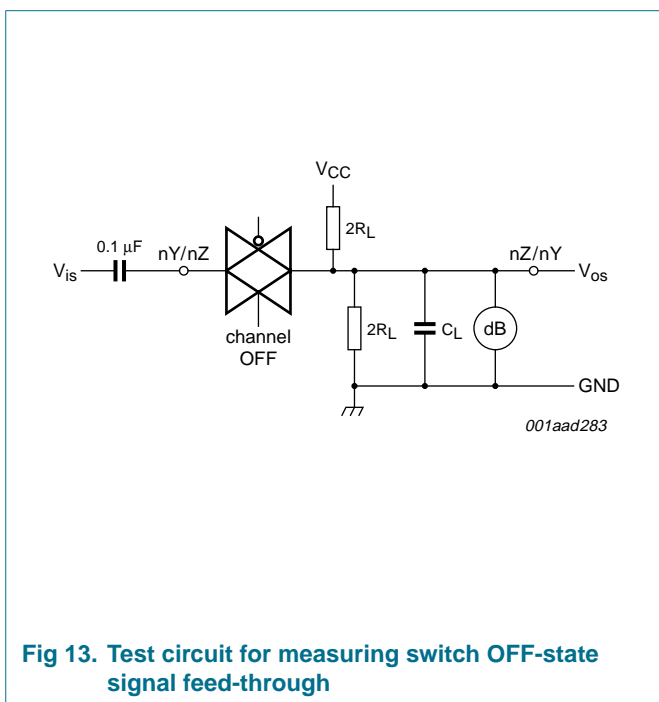 VCC
2RL
0.1 μF
nY/nZ
nZ/nY
Vis
Vos
2RL
CL
dB
channel
OFF
GND
001aad283
Fig 13. Test circuit for measuring switch OFF-state
signal feed-through